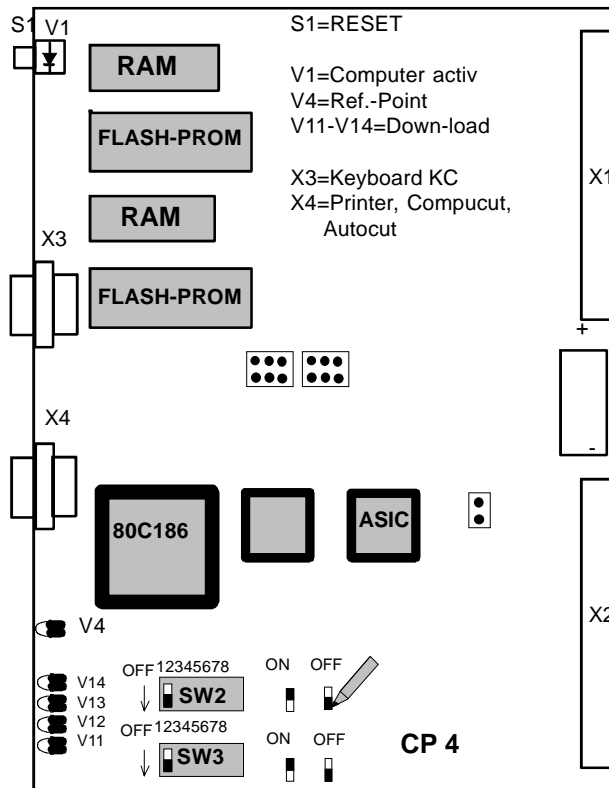 S1 V1
S1=RESET
RAM
V1=Computer activ
V4=Ref.-Point
V11-V14=Down-load
FLASH-PROM
X3=Keyboard KC
X4=Printer, Compucut,
Autocut
X1
RAM
X3
FLASH-PROM
+
X4
-
80C186
ASIC
X2
V4
OFF 12345678
ON OFF
V14
V13
SW2
V12
V11
OFF 12345678
ON OFF
SW3
CP 4